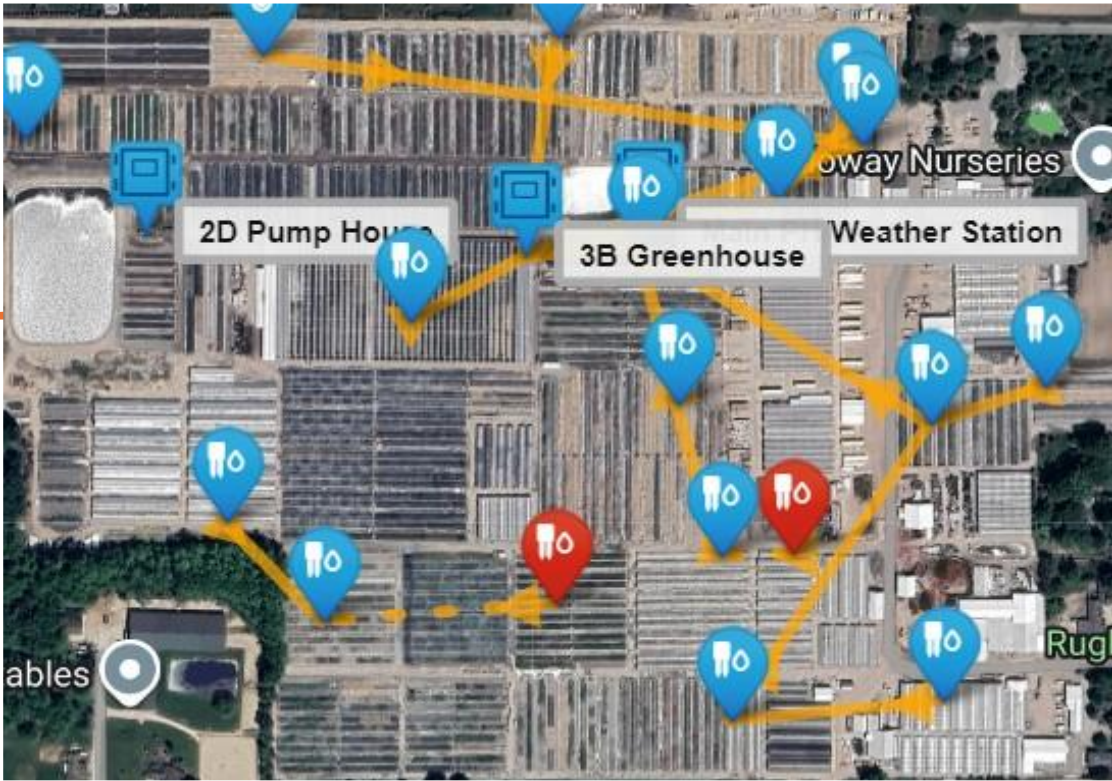 oway Nurseries
2D Pump House
/Weather Station
3B Greenhouse
Rug
ables